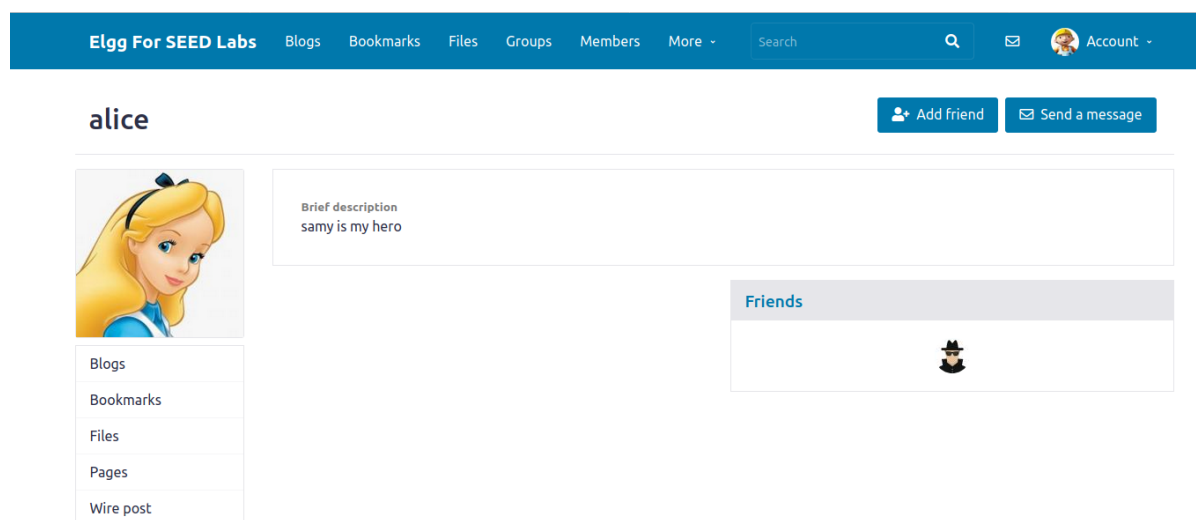 Elgg For SEED Labs Blogs Bookmarks Files Groups Members More Search Account
alice Add friend Send a message
Brief description
samy is my hero
Friends
Blogs
Bookmarks
Files
Pages
Wire post